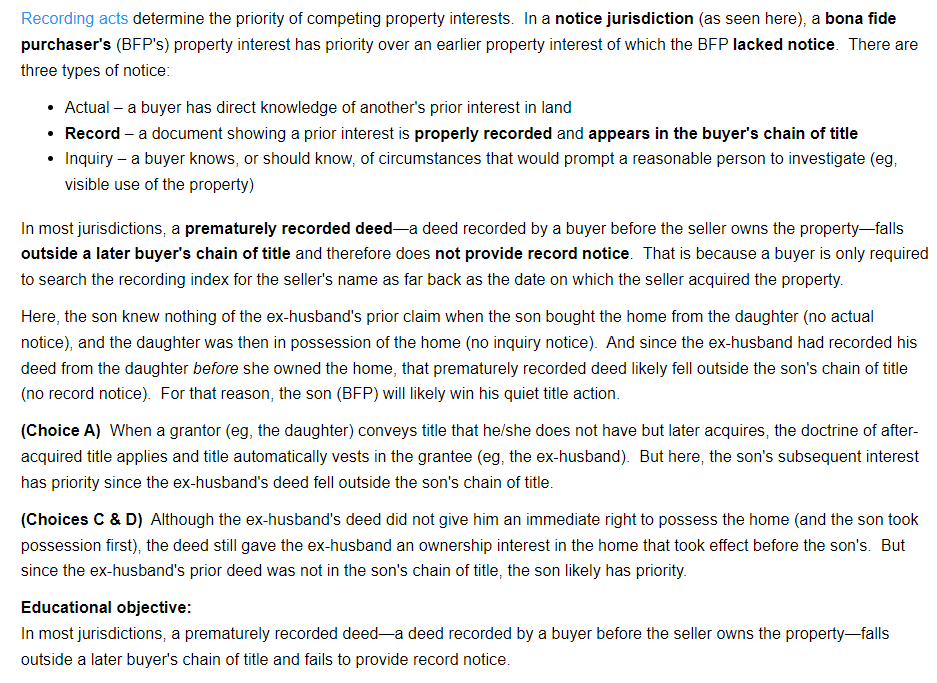 Recording acts determine the priority of competing property interests.  In a notice jurisdiction (as seen here), a bona fide
purchaser's (BFP's) property interest has priority over an earlier property interest of which the BFP lacked notice.  There are
three types of notice:
• Actual – a buyer has direct knowledge of another's prior interest in land
• Record – a document showing a prior interest is properly recorded and appears in the buyer's chain of title
• Inquiry – a buyer knows, or should know, of circumstances that would prompt a reasonable person to investigate (eg,
visible use of the property)
In most jurisdictions, a prematurely recorded deed—a deed recorded by a buyer before the seller owns the property—falls
outside a later buyer's chain of title and therefore does not provide record notice.  That is because a buyer is only required
to search the recording index for the seller's name as far back as the date on which the seller acquired the property.
Here, the son knew nothing of the ex-husband's prior claim when the son bought the home from the daughter (no actual
notice), and the daughter was then in possession of the home (no inquiry notice).  And since the ex-husband had recorded his
deed from the daughter before she owned the home, that prematurely recorded deed likely fell outside the son's chain of title
(no record notice).  For that reason, the son (BFP) will likely win his quiet title action.
(Choice A)  When a grantor (eg, the daughter) conveys title that he/she does not have but later acquires, the doctrine of after-
acquired title applies and title automatically vests in the grantee (eg, the ex-husband).  But here, the son's subsequent interest
has priority since the ex-husband's deed fell outside the son's chain of title.
(Choices C & D)  Although the ex-husband's deed did not give him an immediate right to possess the home (and the son took
possession first), the deed still gave the ex-husband an ownership interest in the home that took effect before the son's.  But
since the ex-husband's prior deed was not in the son's chain of title, the son likely has priority.
Educational objective:
In most jurisdictions, a prematurely recorded deed—a deed recorded by a buyer before the seller owns the property—falls
outside a later buyer's chain of title and fails to provide record notice.